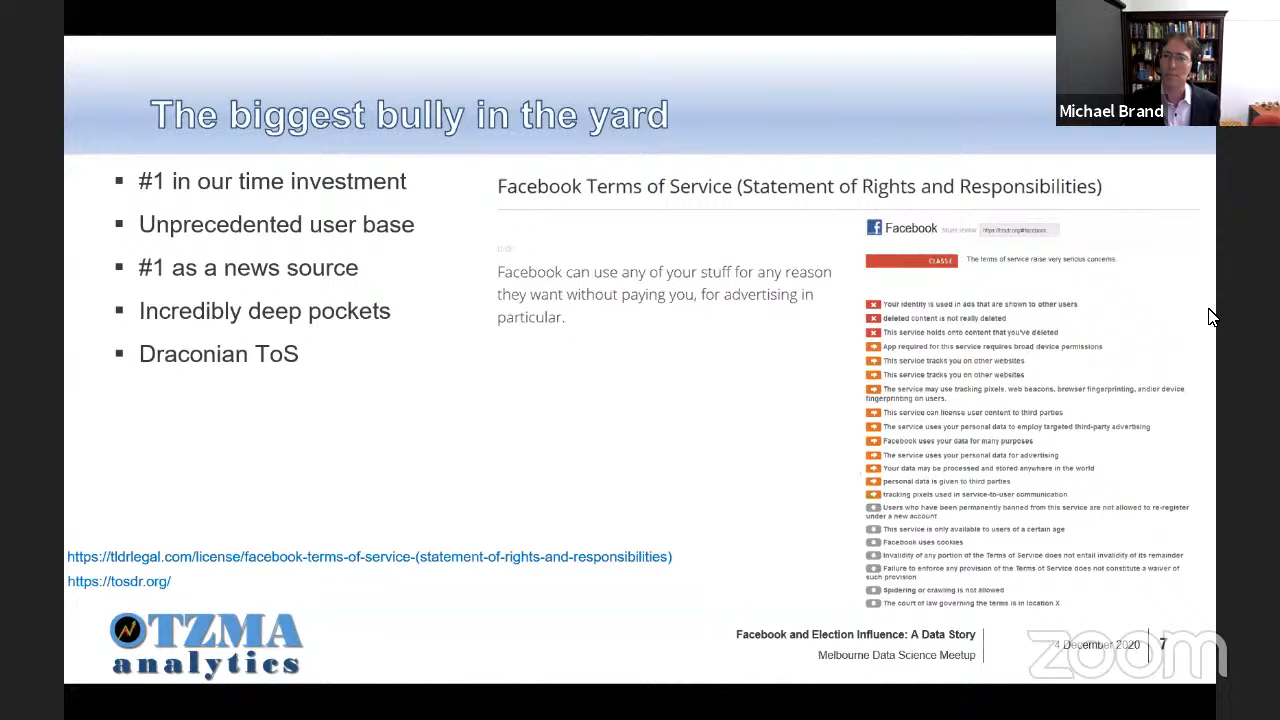 The biggest bully in the yard
Michael Brand
#1 in our time investment
Unprecedented user base
#1 as a news source
Incredibly deep pockets
Draconian ToS
Facebook Terms of Service (Statement of Rights and Responsibilities)
tl;dr
Facebook can use any of your stuff for any reason
they want without paying you, for advertising in
particular.
Facebook Share review https://tosdr.org/#facebook
CLASS E The terms of service raise very serious concerns.
Your identity is used in ads that are shown to other users
deleted content is not really deleted
This service holds onto content that you've deleted
App required for this service requires broad device permissions
This service tracks you on other websites
This service tracks you on other websites
The service may use tracking pixels, web beacons, browser fingerprinting, and/or device
fingerprinting on users.
This service can license user content to third parties
The service uses your personal data to employ targeted third-party advertising
Facebook uses your data for many purposes
The service uses your personal data for advertising
Your data may be processed and stored anywhere in the world
personal data is given to third parties
tracking pixels used in service-to-user communication
Users who have been permanently banned from this service are not allowed to re-register
under a new account
This service is only available to users of a certain age
Facebook uses cookies
Invalidity of any portion of the Terms of Service does not entail invalidity of its remainder
Failure to enforce any provision of the Terms of Service does not constitute a waiver of
such provision
Spidering or crawling is not allowed
The court of law governing the terms is in location X
https://tldrlegal.com/license/facebook-terms-of-service-(statement-of-rights-and-responsibilities)
https://tosdr.org/
OTZMA
analytics
Facebook and Election Influence: A Data Story
Melbourne Data Science Meetup
4 December 2020
7
zoom